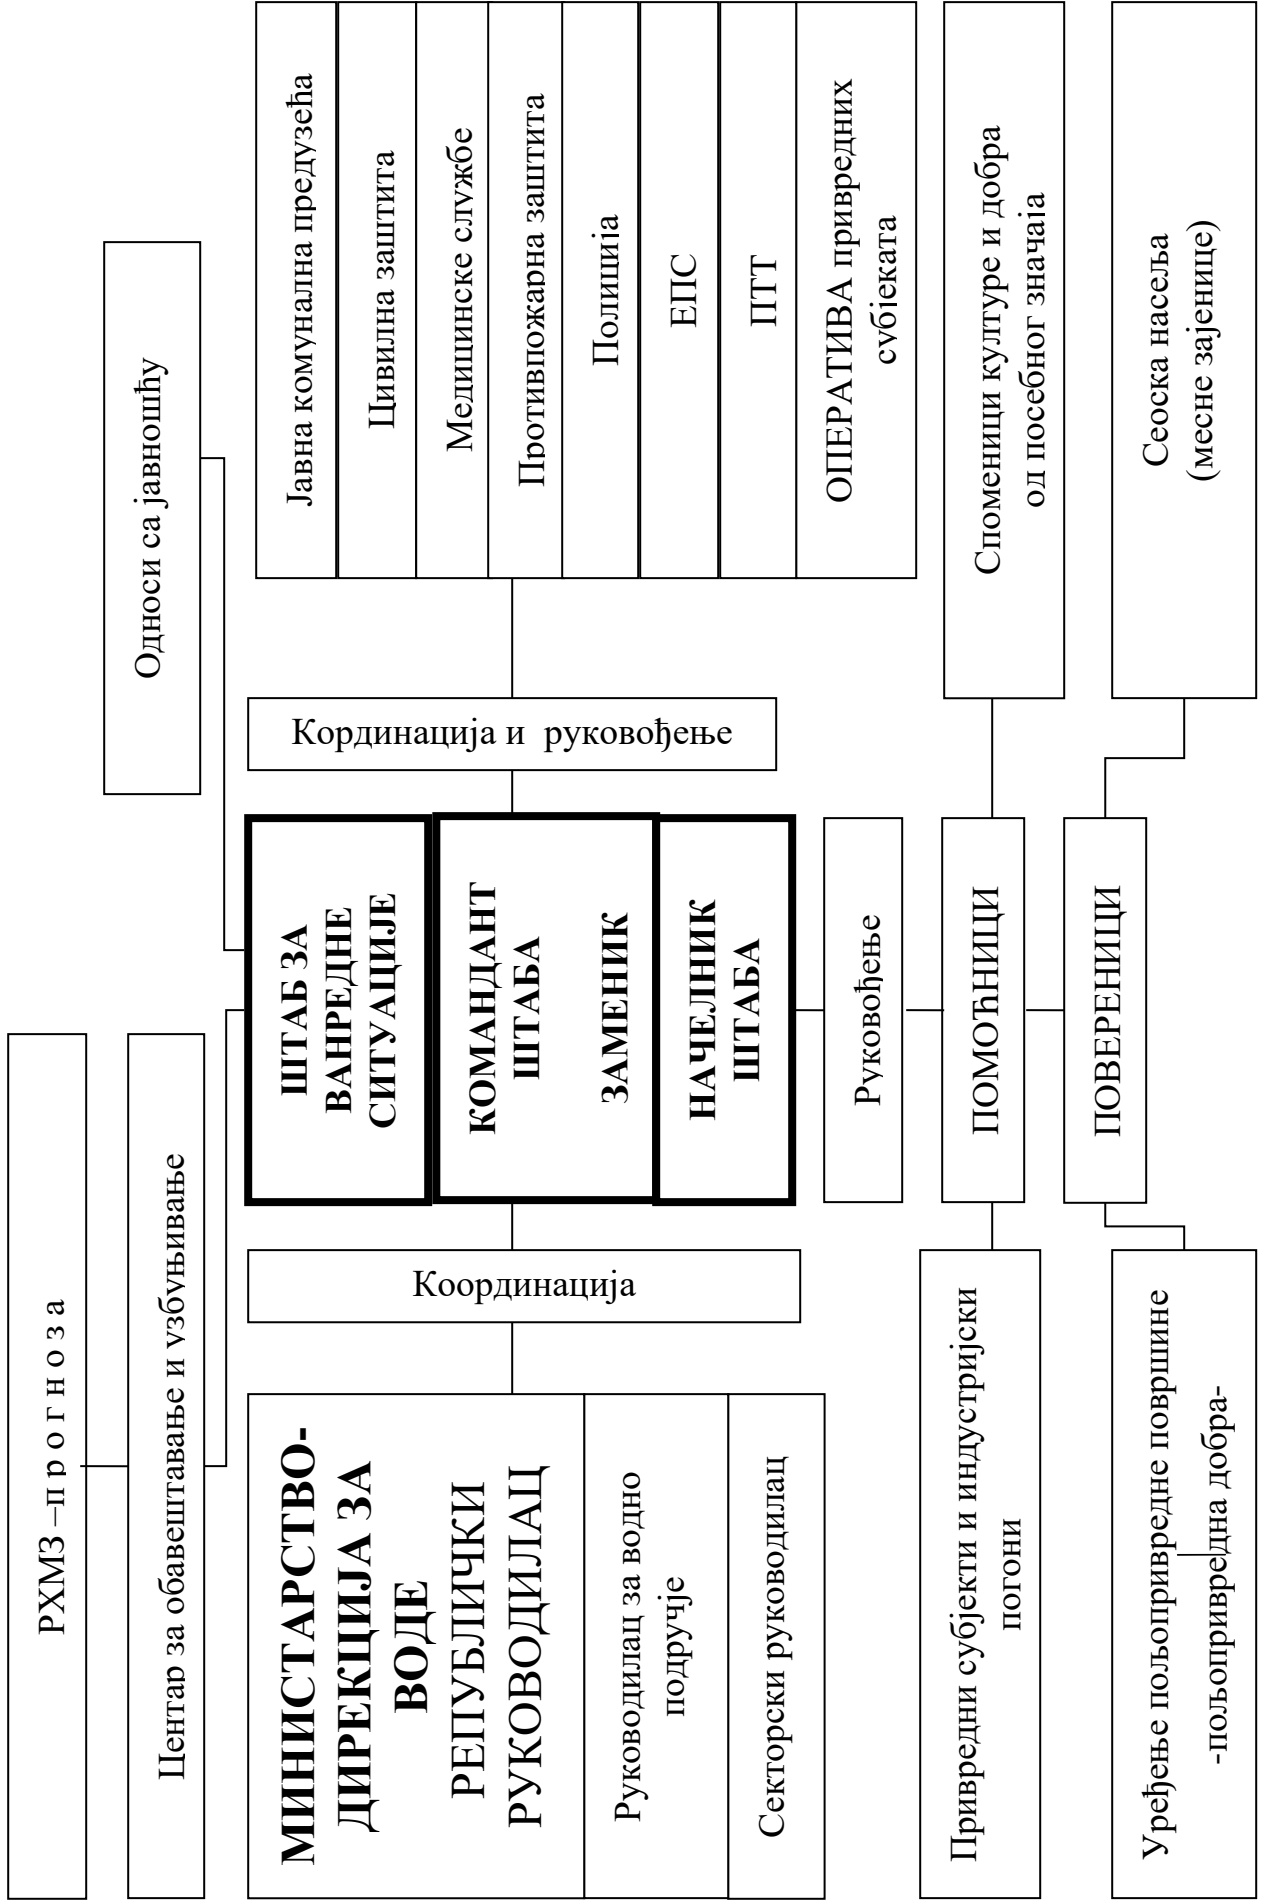 РХМЗ –п р о г н о з а
Центар за обавештавање и узбуњивање
Односи са јавношћу
МИНИСТАРСТВО-
ДИРЕКЦИЈА ЗА
ВОДЕ
РЕПУБЛИЧКИ
РУКОВОДИЛАЦ
Руководилац за водно
подручје
Секторски руководилац
Координација
ШТАБ ЗА
ВАНРЕДНЕ
СИТУАЦИЈЕ
КОМАНДАНТ
ШТАБА
ЗАМЕНИК
НАЧЕЛНИК
ШТАБА
Кординација и  руковођење
Јавна комунална предузећа
Цивилна заштита
Медицинске службе
Противпожарна заштита
Полиција
ЕПС
ПТТ
ОПЕРАТИВА привредних
субјеката
Руковођење
Привредни субјекти и индустријски
погони
ПОМОЋНИЦИ
Споменици културе и добра
од посебног значаја
Уређење пољопривредне површине
-пољопривредна добра-
ПОВЕРЕНИЦИ
Сеоска насеља
(месне зајенице)